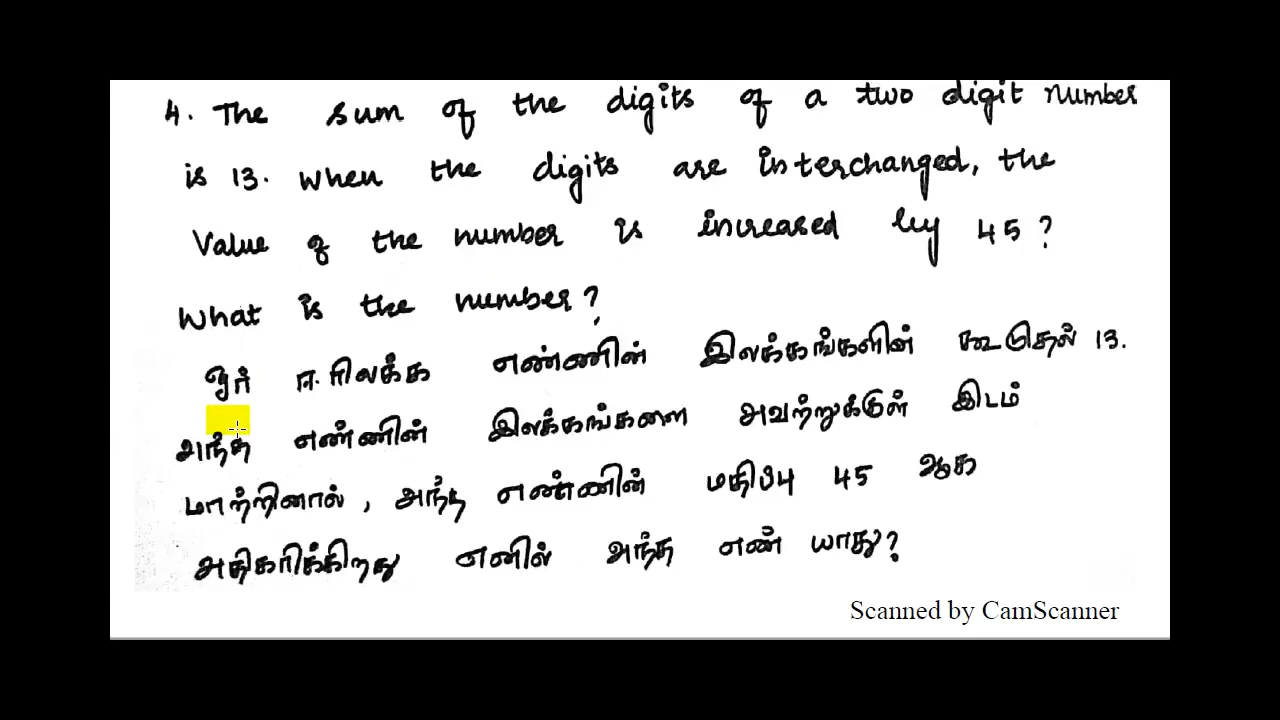 4. The sum of the digits of a two digit number
is 13. when the digits are interchanged, the
Value of the number is increased by 45?
What is the number?
ஓர் ஈரிலக்க எண்ணின் இலக்கங்களின் கூடுதல் 13.
அந்த எண்ணின் இலக்கங்களை அவற்றுக்குள் இடம்
மாற்றினால், அந்த எண்ணின் மதிப்பு 45 ஆக
அதிகரிக்கிறது எனில் அந்த எண் யாது?
Scanned by CamScanner